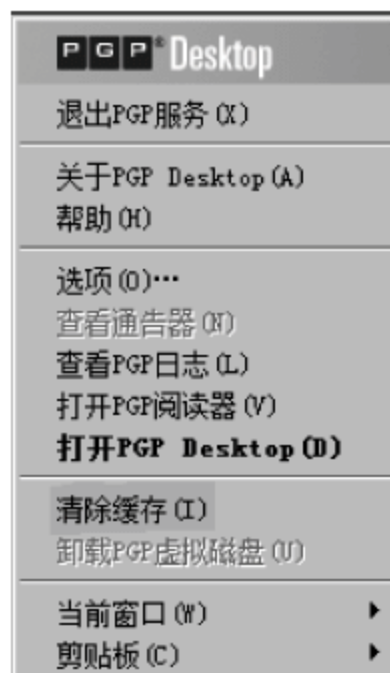 PGP® Desktop
退出PGP服务(X)
关于PGP Desktop(A)
帮助(H)
选项(O)…
查看通告器(N)
查看PGP日志(L)
打开PGP阅读器(V)
打开PGP Desktop(D)
清除缓存(I)
卸载PGP虚拟磁盘(U)
当前窗口(W)
剪贴板(C)